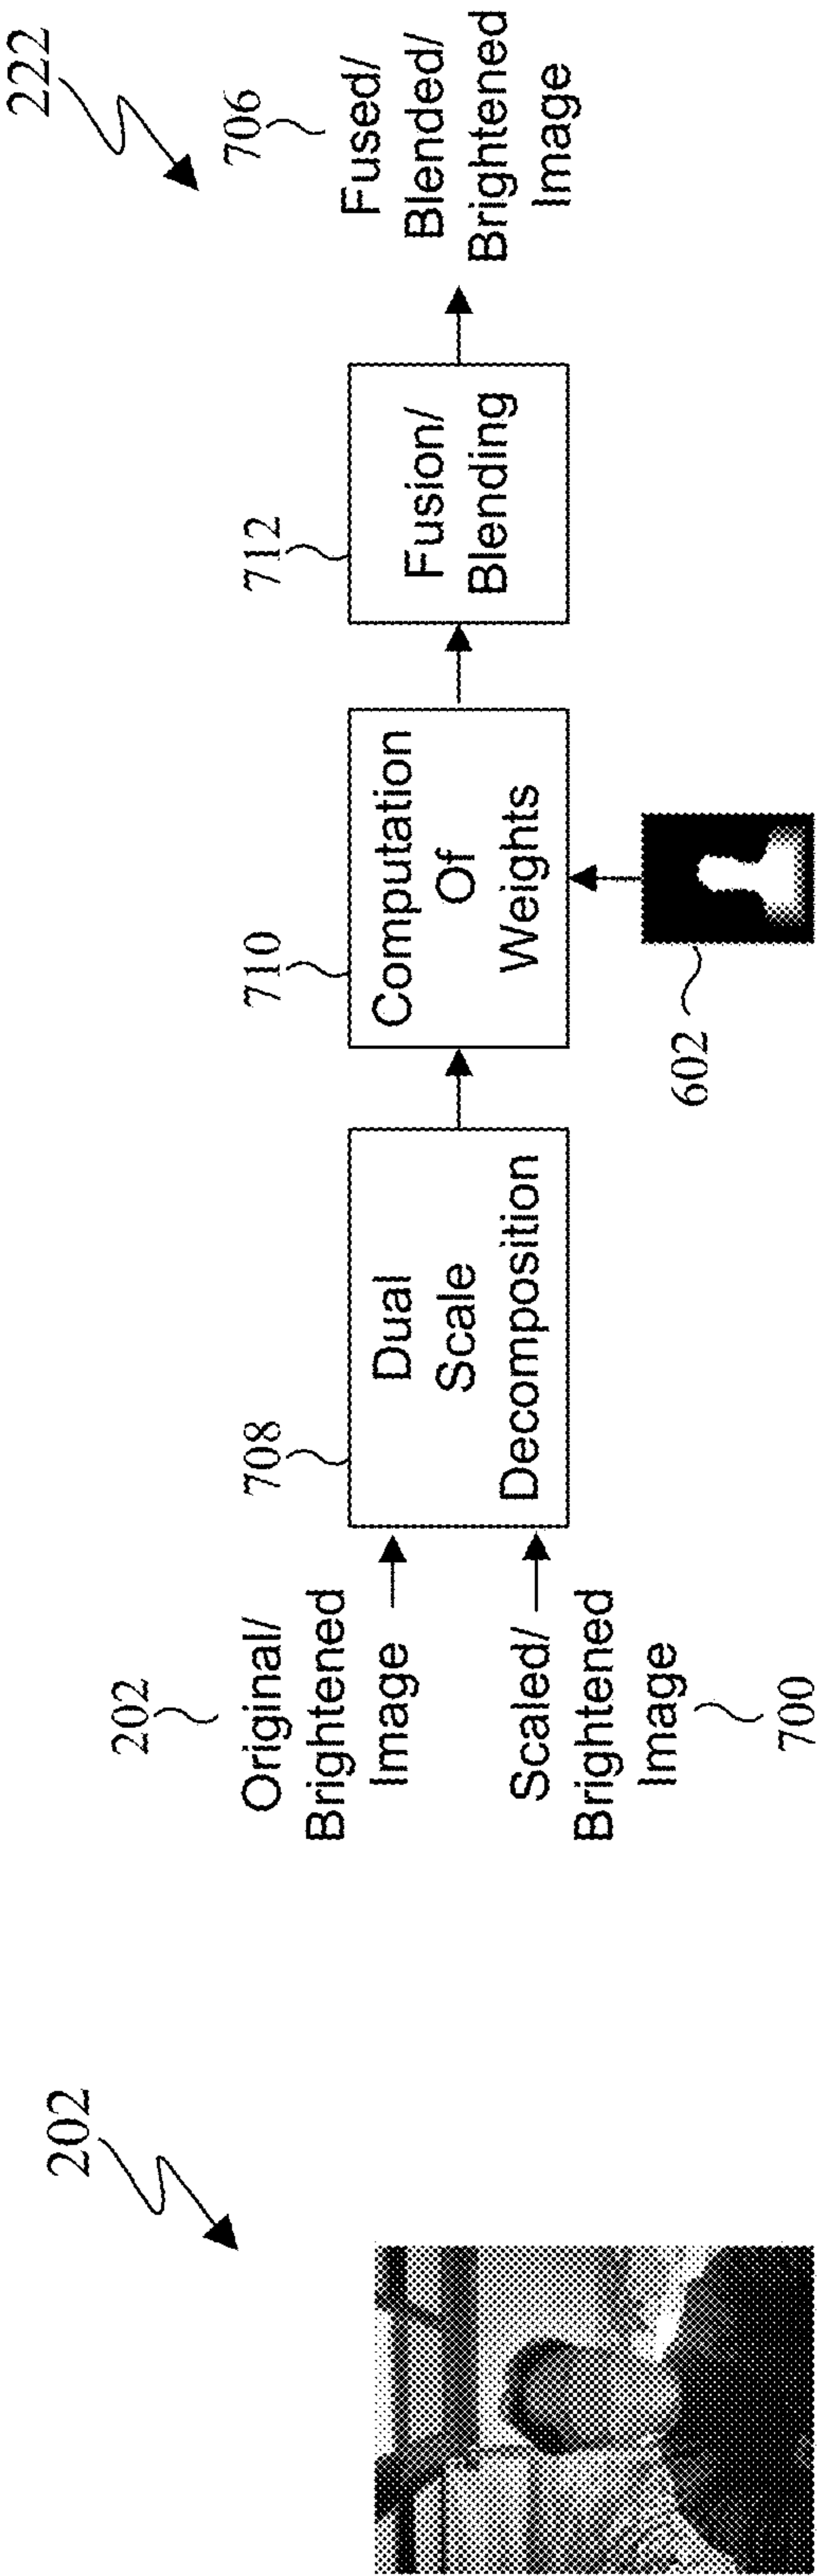 202
222
202
Original/
Brightened
Image
Scaled/
Brightened
Image
700
708
Dual
Scale
Decomposition
710
Computation
Of
Weights
602
712
Fusion/
Blending
706
Fused/
Blended/
Brightened
Image